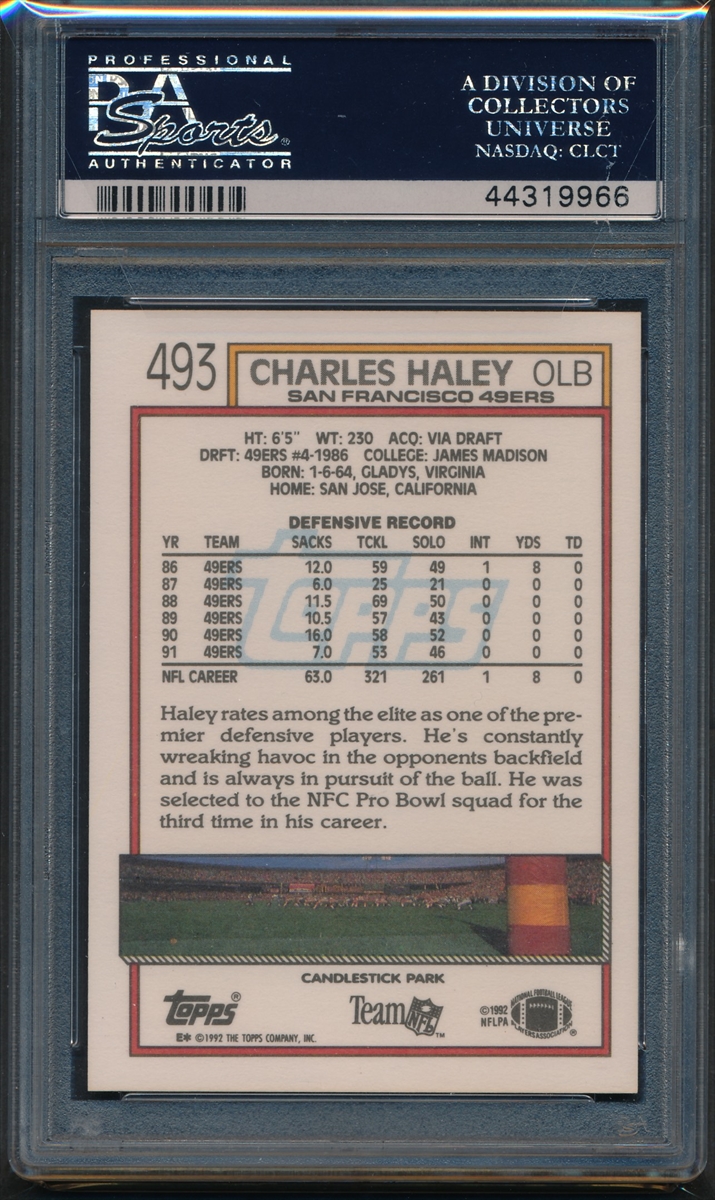 PROFESSIONAL
PSA
Sports®
AUTHENTICATOR
A DIVISION OF
COLLECTORS
UNIVERSE
NASDAQ: CLCT
44319966
493 CHARLES HALEY OLB
SAN FRANCISCO 49ERS
HT: 6'5" WT: 230 ACQ: VIA DRAFT
DRFT: 49ERS #4-1986 COLLEGE: JAMES MADISON
BORN: 1-6-64, GLADYS, VIRGINIA
HOME: SAN JOSE, CALIFORNIA
DEFENSIVE RECORD
YR TEAM SACKS TCKL SOLO INT YDS TD
86 49ERS 12.0 59 49 1 8 0
87 49ERS 6.0 25 21 0 0 0
88 49ERS 11.5 69 50 0 0 0
89 49ERS 10.5 57 43 0 0 0
90 49ERS 16.0 58 52 0 0 0
91 49ERS 7.0 53 46 0 0 0
NFL CAREER 63.0 321 261 1 8 0
TOPPS
Haley rates among the elite as one of the pre-
mier defensive players. He's constantly
wreaking havoc in the opponents backfield
and is always in pursuit of the ball. He was
selected to the NFC Pro Bowl squad for the
third time in his career.
CANDLESTICK PARK
Topps®
E* ©1992 THE TOPPS COMPANY, INC.
Team NFL™
©1992
NFLPA
NATIONAL FOOTBALL LEAGUE
PLAYERS ASSOCIATION®